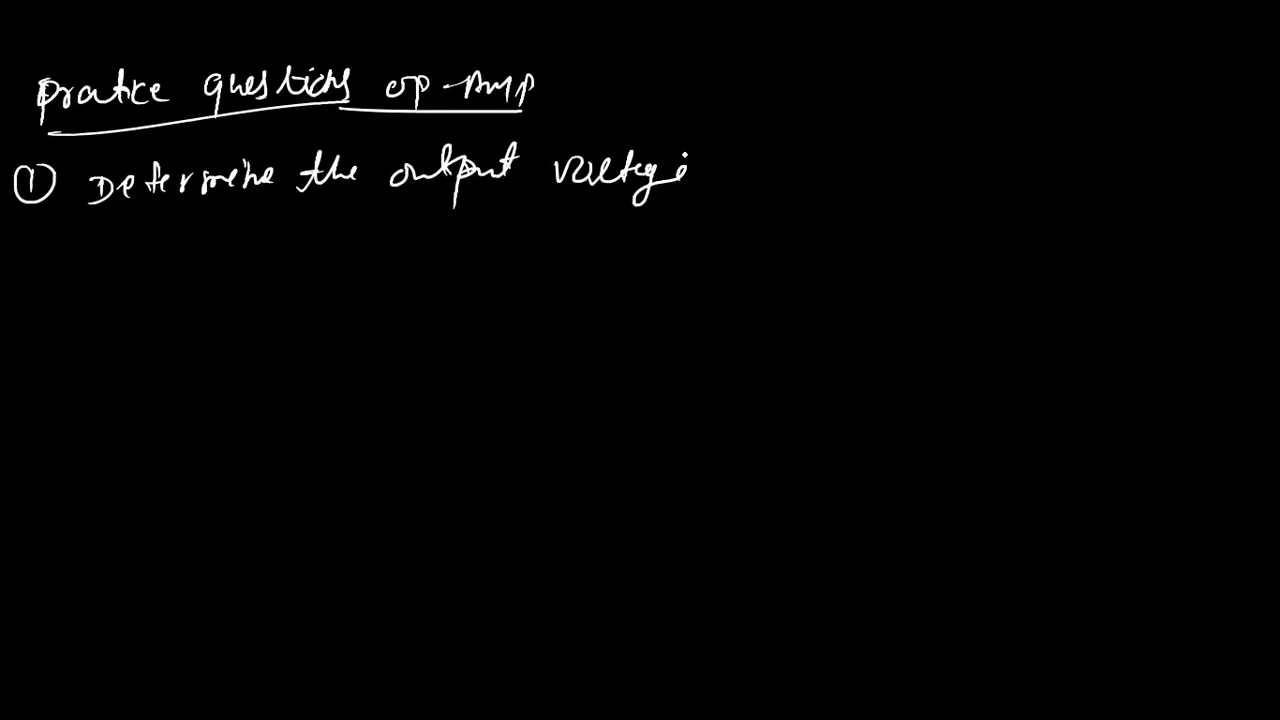 Practice questions op-Amp
① Determine the output voltage